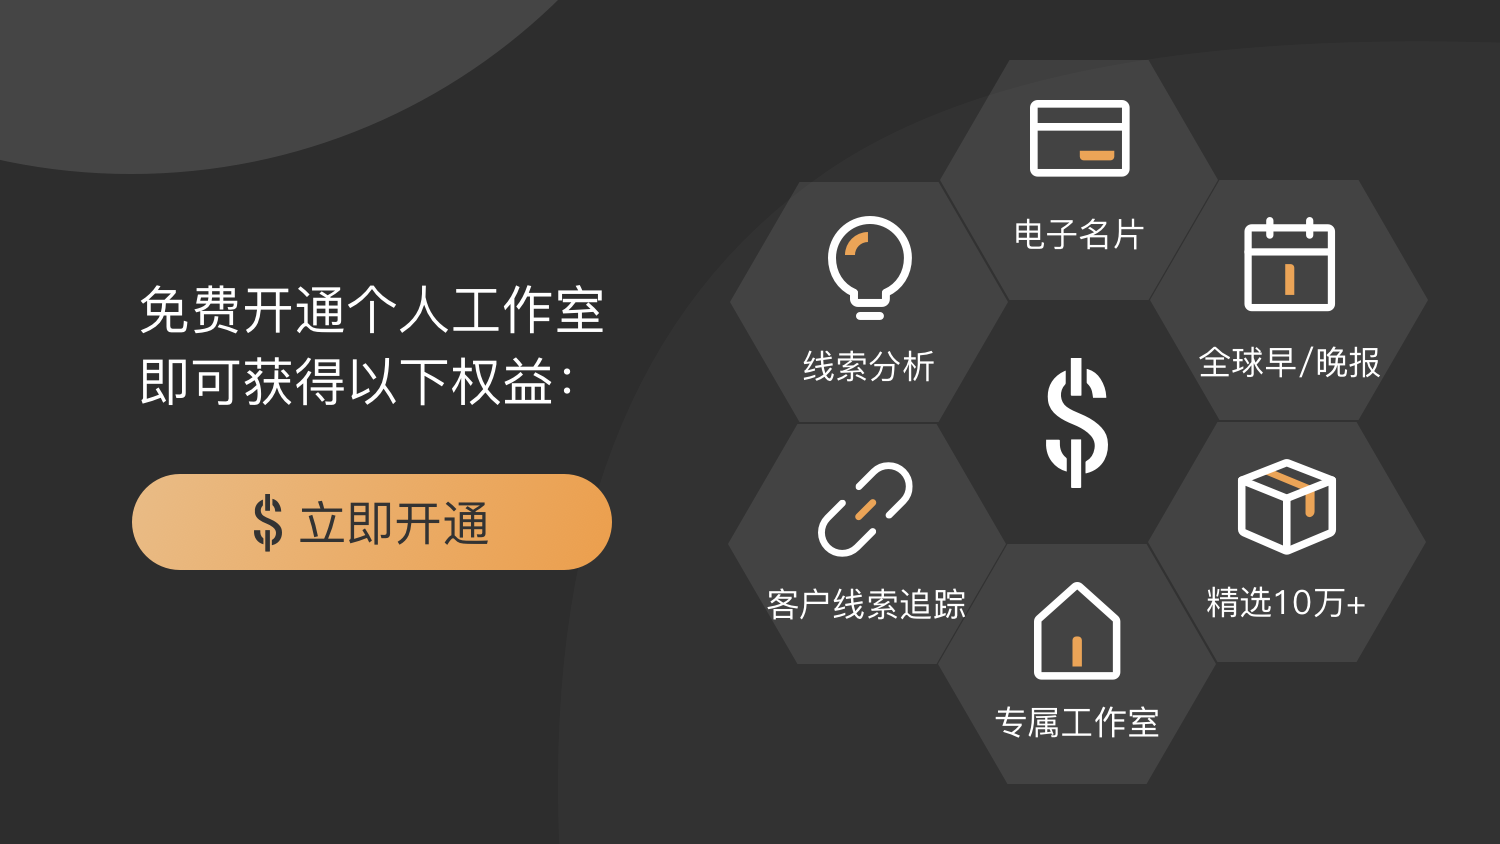 免费开通个人工作室
即可获得以下权益：
$ 立即开通
电子名片
线索分析
全球早/晚报
$
客户线索追踪
精选10万+
专属工作室